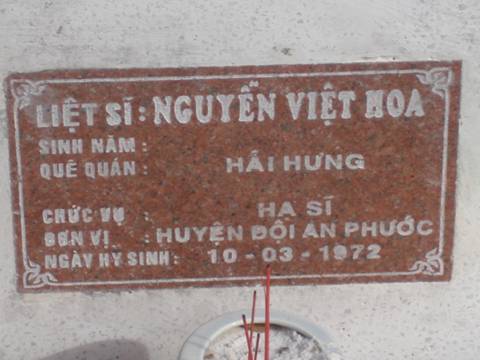 LIỆT SĨ: NGUYỄN VIỆT HOA
SINH NĂM :
QUÊ QUÁN : HẢI HƯNG
CHỨC VỤ : HẠ SĨ
ĐƠN VỊ : HUYỆN ĐỘI AN PHƯỚC
NGÀY HY SINH: 10 - 03 - 1972